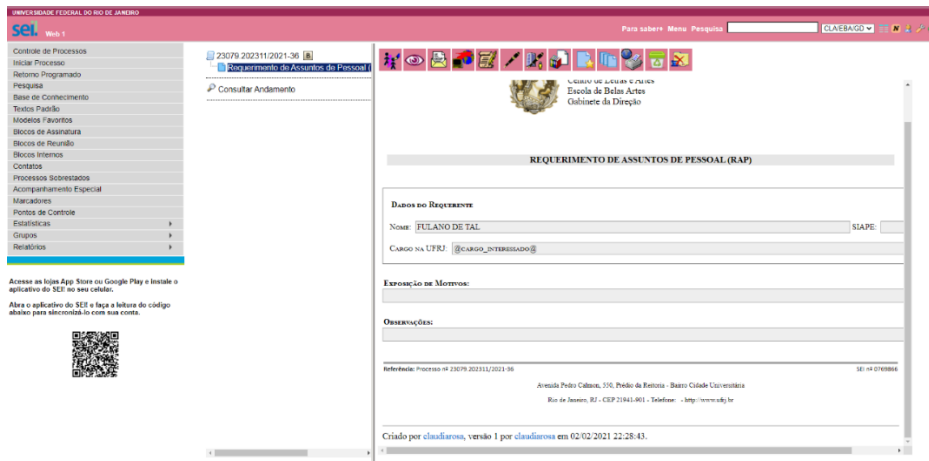 UNIVERSIDADE FEDERAL DO RIO DE JANEIRO
sei! Web 1
Para saber+ Menu Pesquisa CLA/EBA/GD
Controle de Processos
Iniciar Processo
Retorno Programado
Pesquisa
Base de Conhecimento
Textos Padrão
Modelos Favoritos
Blocos de Assinatura
Blocos de Reunião
Blocos Internos
Contatos
Processos Sobrestados
Acompanhamento Especial
Marcadores
Pontos de Controle
Estatísticas
Grupos
Relatórios
Acesse as lojas App Store ou Google Play e instale o
aplicativo do SEI! no seu celular.
Abra o aplicativo do SEI! e faça a leitura do código
abaixo para sincronizá-lo com sua conta.
23079.202311/2021-36
Requerimento de Assuntos de Pessoal (
Consultar Andamento
Centro de Letras e Artes
Escola de Belas Artes
Gabinete da Direção
REQUERIMENTO DE ASSUNTOS DE PESSOAL (RAP)
DADOS DO REQUERENTE
NOME: FULANO DE TAL SIAPE:
CARGO NA UFRJ: @CARGO_INTERESSADO@
EXPOSIÇÃO DE MOTIVOS:
OBSERVAÇÕES:
Referência: Processo nº 23079.202311/2021-36 SEI nº 0769866
Avenida Pedro Calmon, 550, Prédio da Reitoria - Bairro Cidade Universitária
Rio de Janeiro, RJ - CEP 21941-901 - Telefone: - http://www.ufrj.br
Criado por claudiarosa, versão 1 por claudiarosa em 02/02/2021 22:28:43.